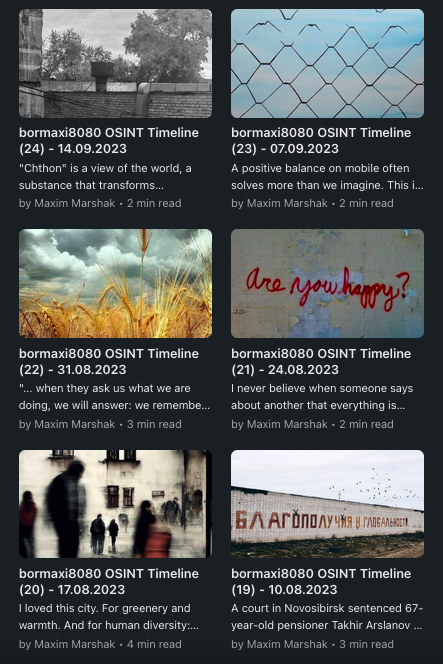 bormaxi8080 OSINT Timeline
(24) - 14.09.2023
"Chthon" is a view of the world, a
substance that transforms...
by Maxim Marshak • 2 min read
bormaxi8080 OSINT Timeline
(23) - 07.09.2023
A positive balance on mobile often
solves more than we imagine. This i...
by Maxim Marshak • 2 min read
bormaxi8080 OSINT Timeline
(22) - 31.08.2023
"... when they ask us what we are
doing, we will answer: we remembe...
by Maxim Marshak • 3 min read
Are you happy?
bormaxi8080 OSINT Timeline
(21) - 24.08.2023
I never believe when someone says
about another that everything is...
by Maxim Marshak • 2 min read
bormaxi8080 OSINT Timeline
(20) - 17.08.2023
I loved this city. For greenery and
warmth. And for human diversity:...
by Maxim Marshak • 4 min read
БЛАГОПОЛУЧИЯ И ГЛОБАЛЬНОСТИ
bormaxi8080 OSINT Timeline
(19) - 10.08.2023
A court in Novosibirsk sentenced 67-
year-old pensioner Takhir Arslanov ...
by Maxim Marshak • 3 min read